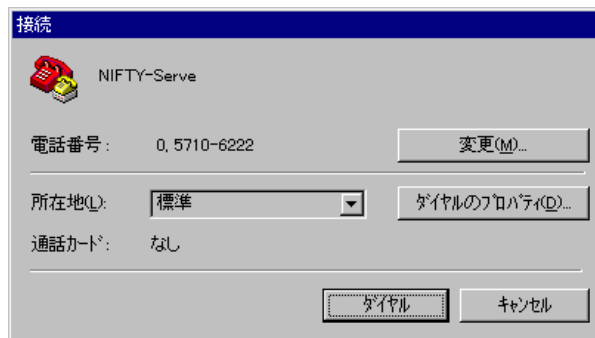 接続
NIFTY-Serve
電話番号: 0, 5710-6222 変更(M)...
所在地(L): 標準 ﾀﾞｲﾔﾙのﾌﾟﾛﾊﾟﾃｨ(D)...
通話ｶｰﾄﾞ: なし
ﾀﾞｲﾔﾙ ｷｬﾝｾﾙ